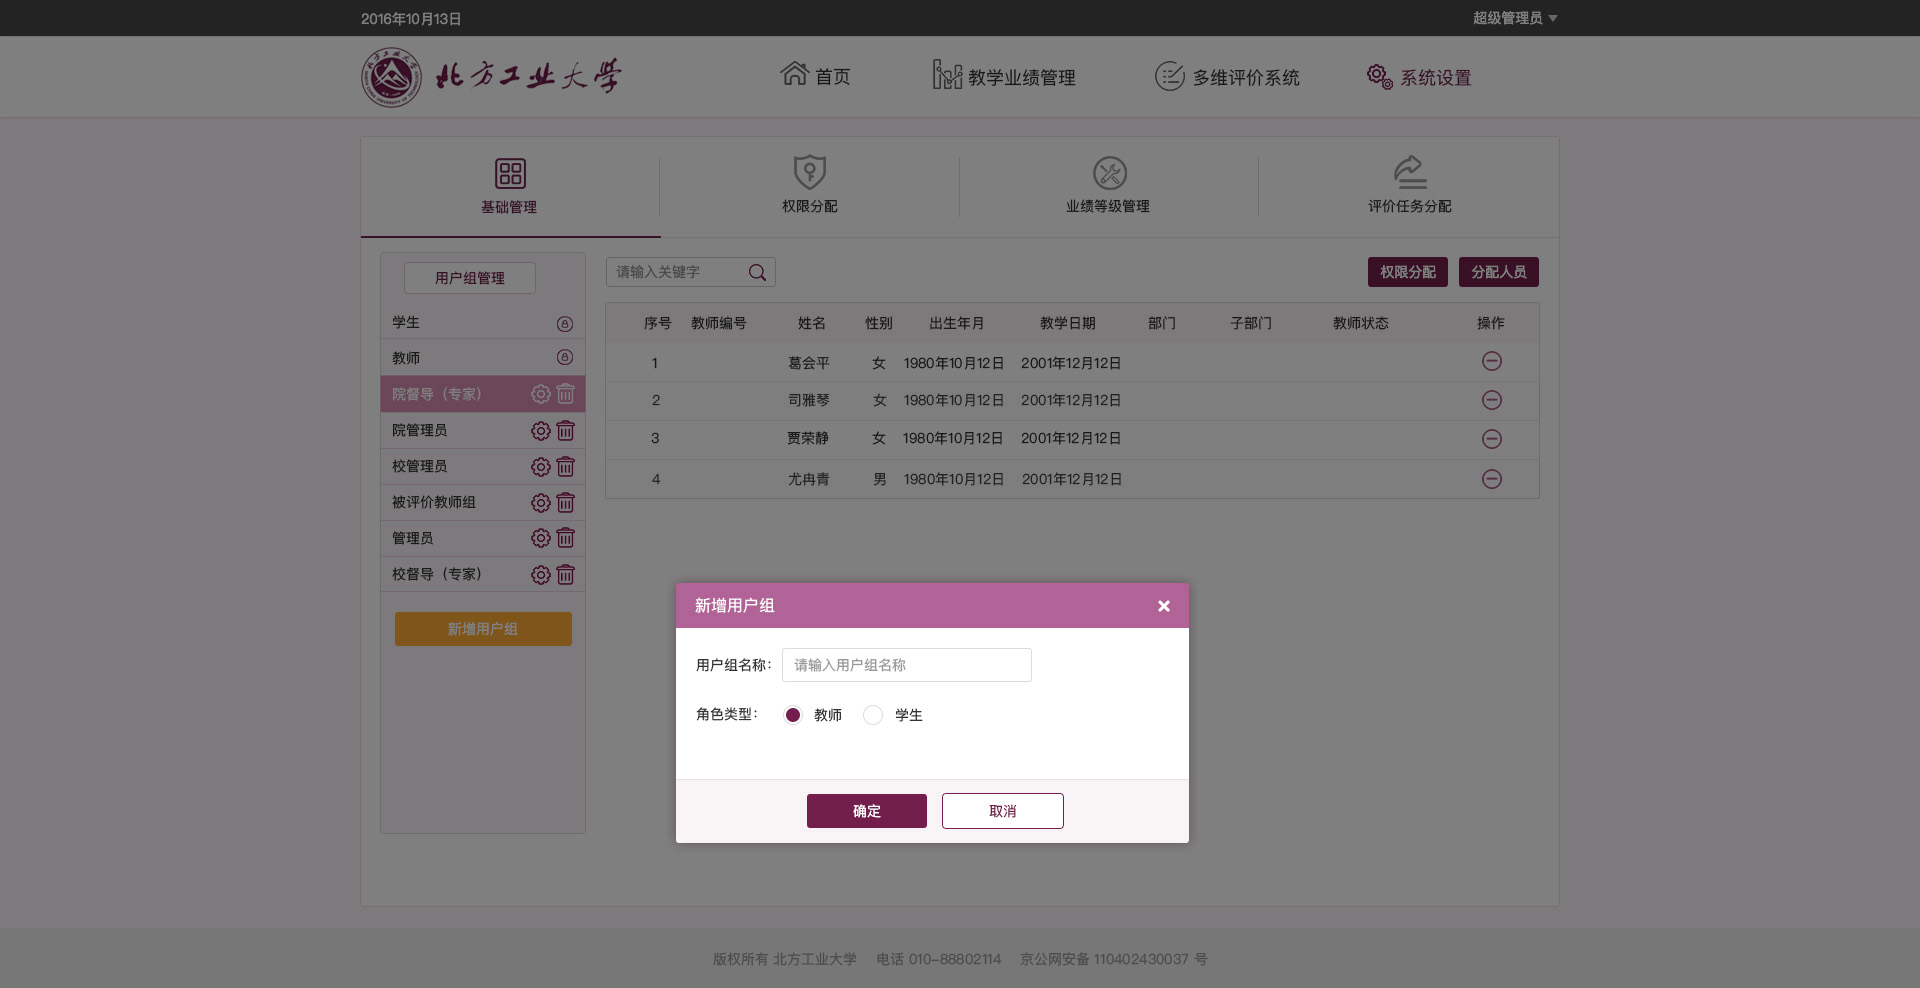 2016年10月13日 超级管理员
北方工业大学 首页 教学业绩管理 多维评价系统 系统设置
基础管理 权限分配 业绩等级管理 评价任务分配
用户组管理
学生
教师
院督导（专家）
院管理员
校管理员
被评价教师组
管理员
校督导（专家）
新增用户组
请输入关键字 权限分配 分配人员
序号 教师编号 姓名 性别 出生年月 教学日期 部门 子部门 教师状态 操作
1 葛会平 女 1980年10月12日 2001年12月12日
2 司雅琴 女 1980年10月12日 2001年12月12日
3 贾荣静 女 1980年10月12日 2001年12月12日
4 尤冉青 男 1980年10月12日 2001年12月12日
新增用户组
用户组名称： 请输入用户组名称
角色类型： 教师 学生
确定 取消
版权所有 北方工业大学 电话 010-88802114 京公网安备 110402430037 号